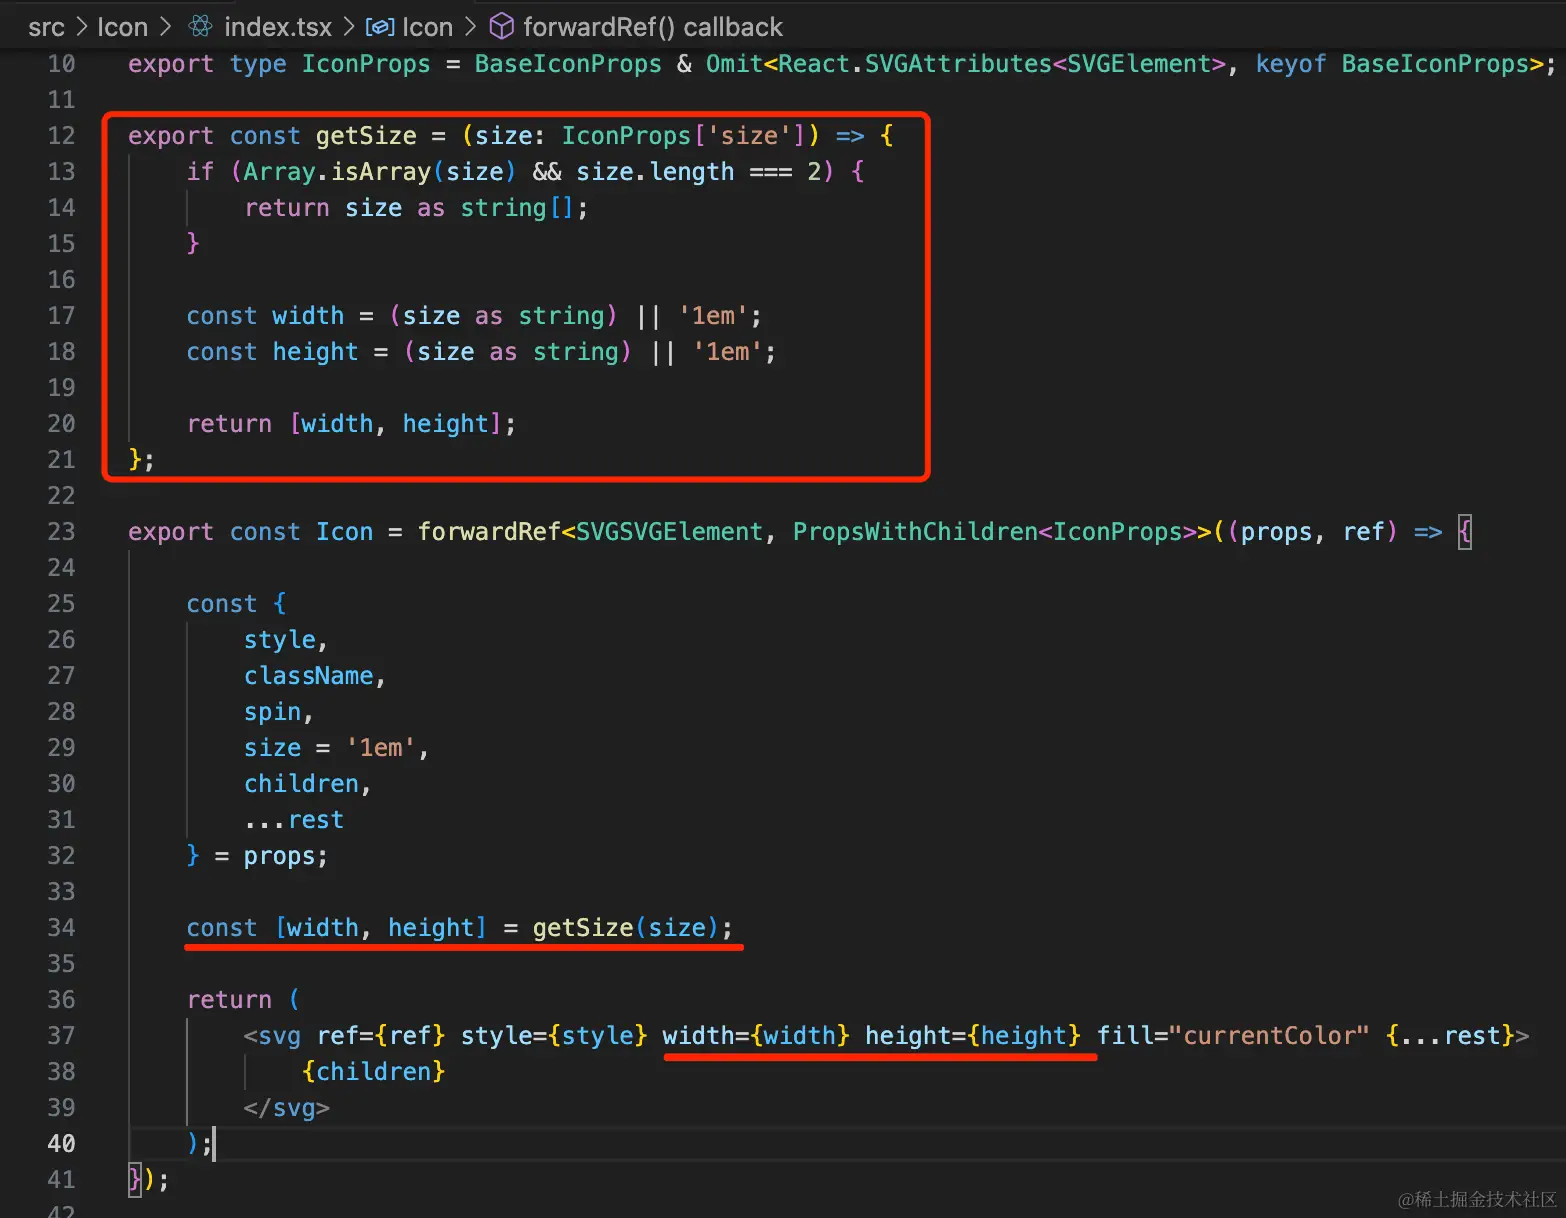 src > Icon > index.tsx > Icon > forwardRef() callback
10 export type IconProps = BaseIconProps & Omit<React.SVGAttributes<SVGElement>, keyof BaseIconProps>;
11
12 export const getSize = (size: IconProps['size']) => {
13     if (Array.isArray(size) && size.length === 2) {
14         return size as string[];
15     }
16
17     const width = (size as string) || '1em';
18     const height = (size as string) || '1em';
19
20     return [width, height];
21 };
22
23 export const Icon = forwardRef<SVGSVGElement, PropsWithChildren<IconProps>>((props, ref) => {
24
25     const {
26         style,
27         className,
28         spin,
29         size = '1em',
30         children,
31         ...rest
32     } = props;
33
34     const [width, height] = getSize(size);
35
36     return (
37         <svg ref={ref} style={style} width={width} height={height} fill="currentColor" {...rest}>
38             {children}
39         </svg>
40     );
41 });
42
@稀土掘金技术社区